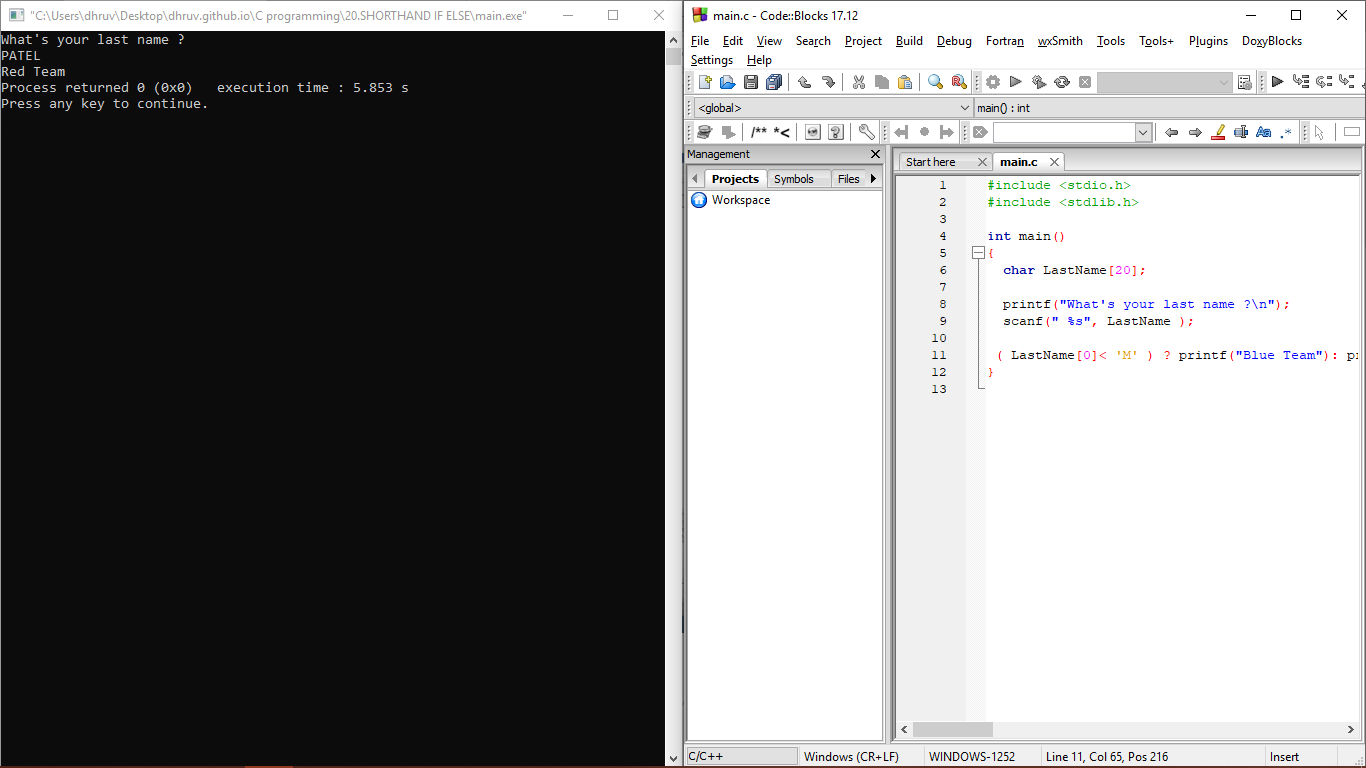 "C:\Users\dhruv\Desktop\dhruv.github.io\C programming\20.SHORTHAND IF ELSE\main.exe"
What's your last name ?
PATEL
Red Team
Process returned 0 (0x0)   execution time : 5.853 s
Press any key to continue.
main.c - Code::Blocks 17.12
File Edit View Search Project Build Debug Fortran wxSmith Tools Tools+ Plugins DoxyBlocks
Settings Help
<global> main() : int
/** *<
Management
Projects Symbols Files
Workspace
Start here main.c
1 #include <stdio.h>
2 #include <stdlib.h>
3
4 int main()
5 {
6 char LastName[20];
7
8 printf("What's your last name ?\n");
9 scanf(" %s", LastName );
10
11 ( LastName[0]< 'M' ) ? printf("Blue Team"):
12 }
13
C/C++ Windows (CR+LF) WINDOWS-1252 Line 11, Col 65, Pos 216 Insert